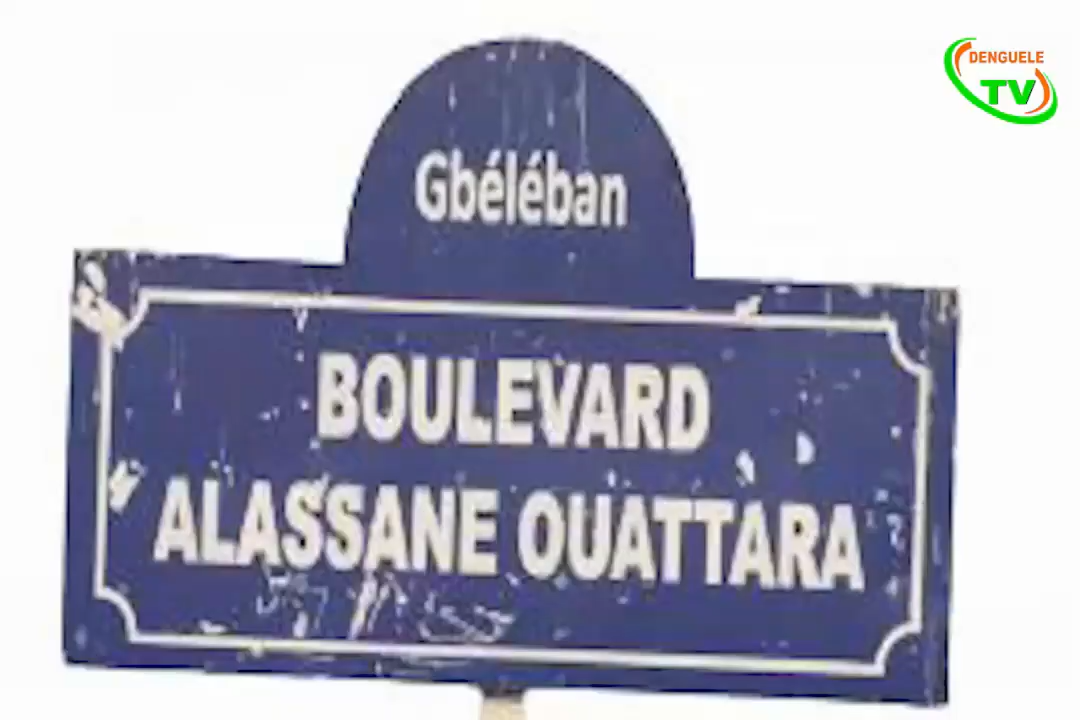 DENGUELE
TV
Gbéléban
BOULEVARD
ALASSANE OUATTARA